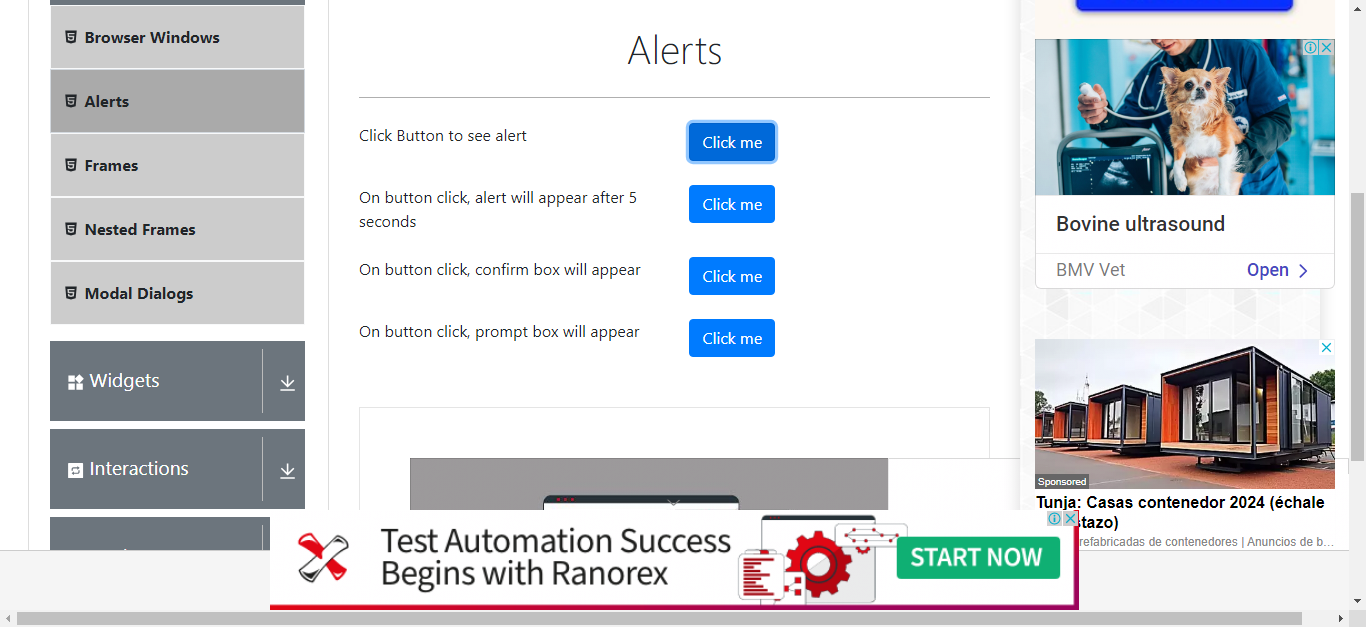 Browser Windows
Alerts
Frames
Nested Frames
Modal Dialogs
Widgets
Interactions
Alerts
Click Button to see alert
Click me
On button click, alert will appear after 5
seconds
Click me
On button click, confirm box will appear
Click me
On button click, prompt box will appear
Click me
Bovine ultrasound
BMV Vet
Open
Sponsored
Tunja: Casas contenedor 2024 (échale
stazo)
refabricadas de contenedores | Anuncios de b...
Test Automation Success
Begins with Ranorex
START NOW